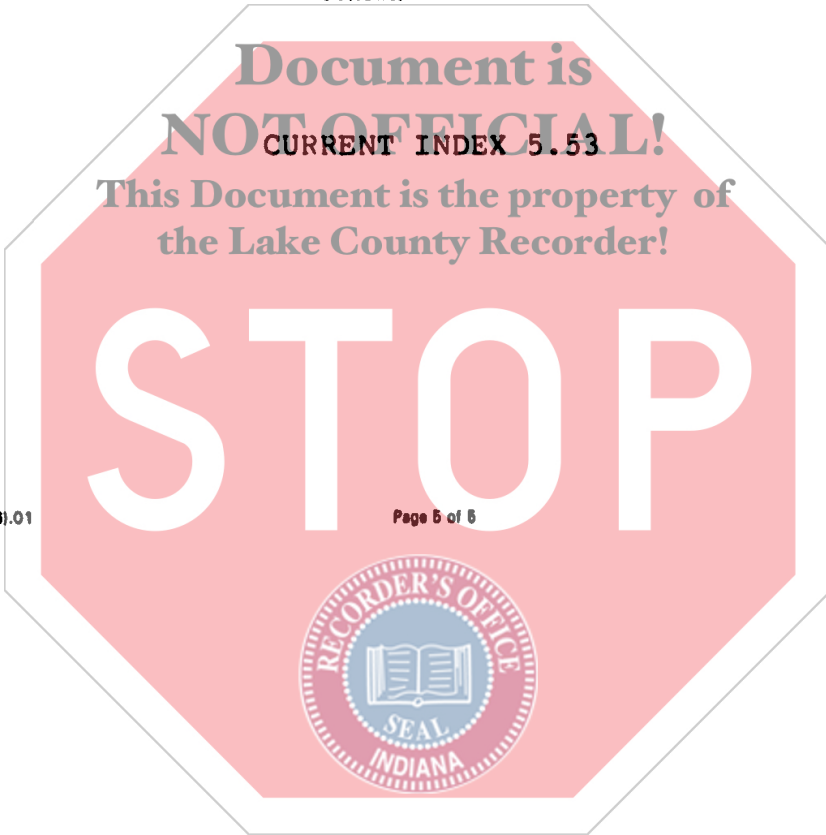 Document is
NOT OFFICIAL!
CURRENT INDEX 5.53
This Document is the property of
the Lake County Recorder!
STOP
).01
Page 5 of 5
RECORDER'S OFFICE
SEAL
INDIANA